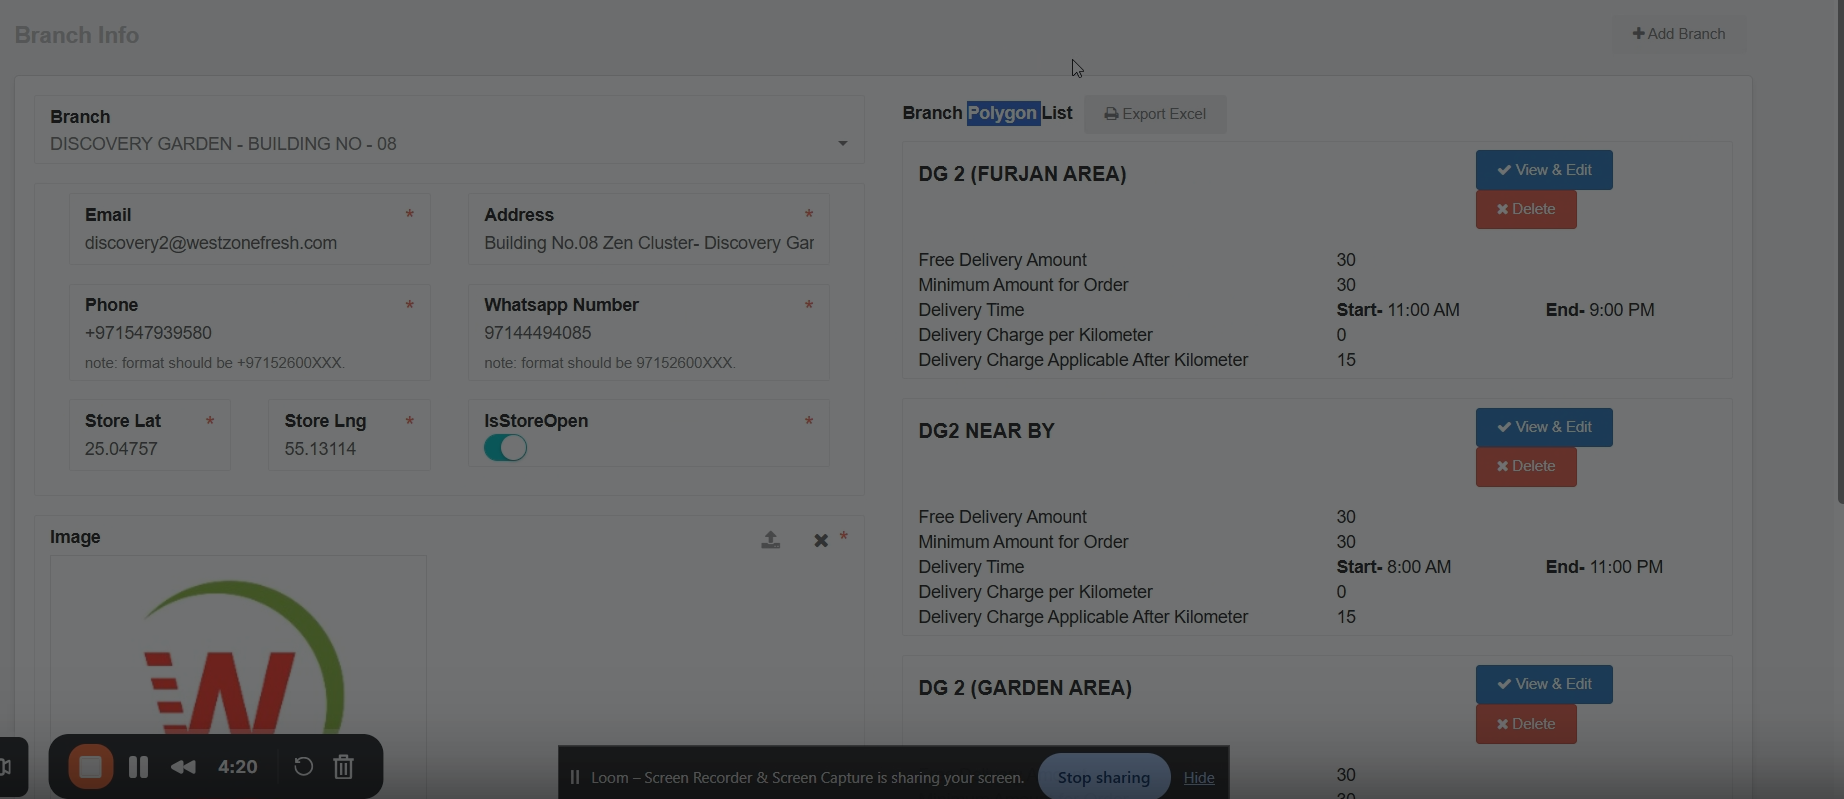 Branch Info
Add Branch
Branch
DISCOVERY GARDEN - BUILDING NO - 08
Email *
discovery2@westzonefresh.com
Address *
Building No.08 Zen Cluster- Discovery Gar
Phone *
+971547939580
note: format should be +97152600XXX.
Whatsapp Number *
97144494085
note: format should be 97152600XXX.
Store Lat *
25.04757
Store Lng *
55.13114
IsStoreOpen *
Image *
W
Branch Polygon List
Export Excel
DG 2 (FURJAN AREA)
View & Edit
Delete
Free Delivery Amount 30
Minimum Amount for Order 30
Delivery Time Start- 11:00 AM End- 9:00 PM
Delivery Charge per Kilometer 0
Delivery Charge Applicable After Kilometer 15
DG2 NEAR BY
View & Edit
Delete
Free Delivery Amount 30
Minimum Amount for Order 30
Delivery Time Start- 8:00 AM End- 11:00 PM
Delivery Charge per Kilometer 0
Delivery Charge Applicable After Kilometer 15
DG 2 (GARDEN AREA)
View & Edit
Delete
30
30
4:20
Loom – Screen Recorder & Screen Capture is sharing your screen.
Stop sharing
Hide